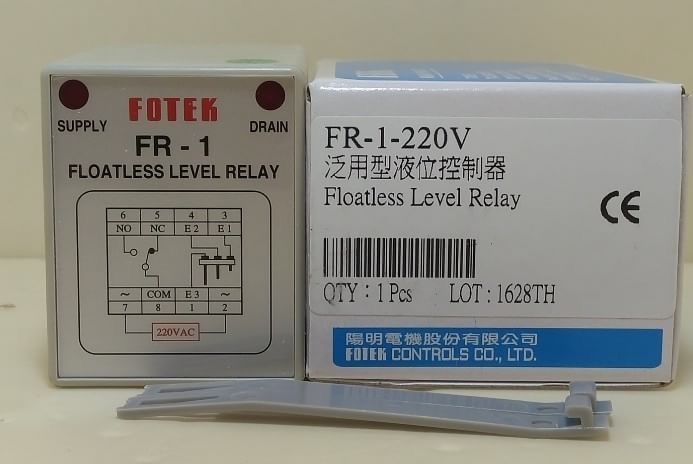 FOTEK
SUPPLY
DRAIN
FR - 1
FLOATLESS LEVEL RELAY
6 5 4 3
NO NC E2 E1
~ COM E3 ~
7 8 1 2
220VAC
FR-1-220V
泛用型液位控制器
Floatless Level Relay
CE
QTY : 1 Pcs LOT : 1628TH
陽明電機股份有限公司
FOTEK CONTROLS CO., LTD.